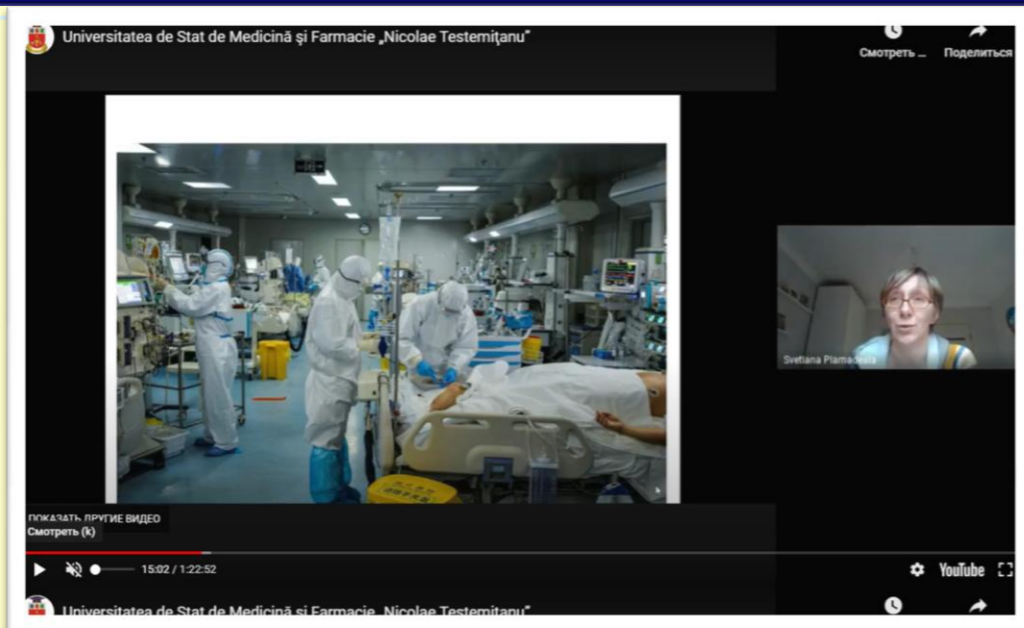 Universitatea de Stat de Medicină şi Farmacie „Nicolae Testemiţanu”
Смотреть ...
Поделиться
Svetlana Plamadeala
ПОКАЗАТЬ ДРУГИЕ ВИДЕО
Смотреть (k)
15:02 / 1:22:52
YouTube
Universitatea de Stat de Medicină şi Farmacie „Nicolae Testemiţanu”